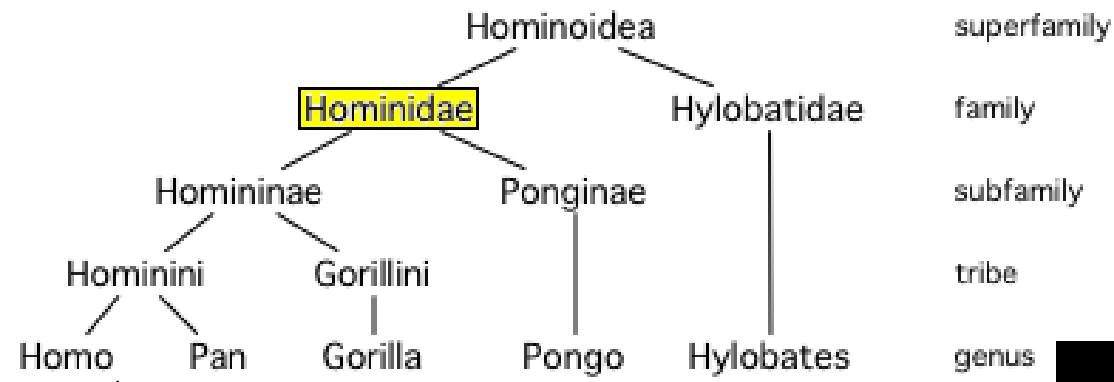 Hominoidea superfamily
Hominidae Hylobatidae family
Homininae Ponginae subfamily
Hominini Gorillini tribe
Homo Pan Gorilla Pongo Hylobates genus